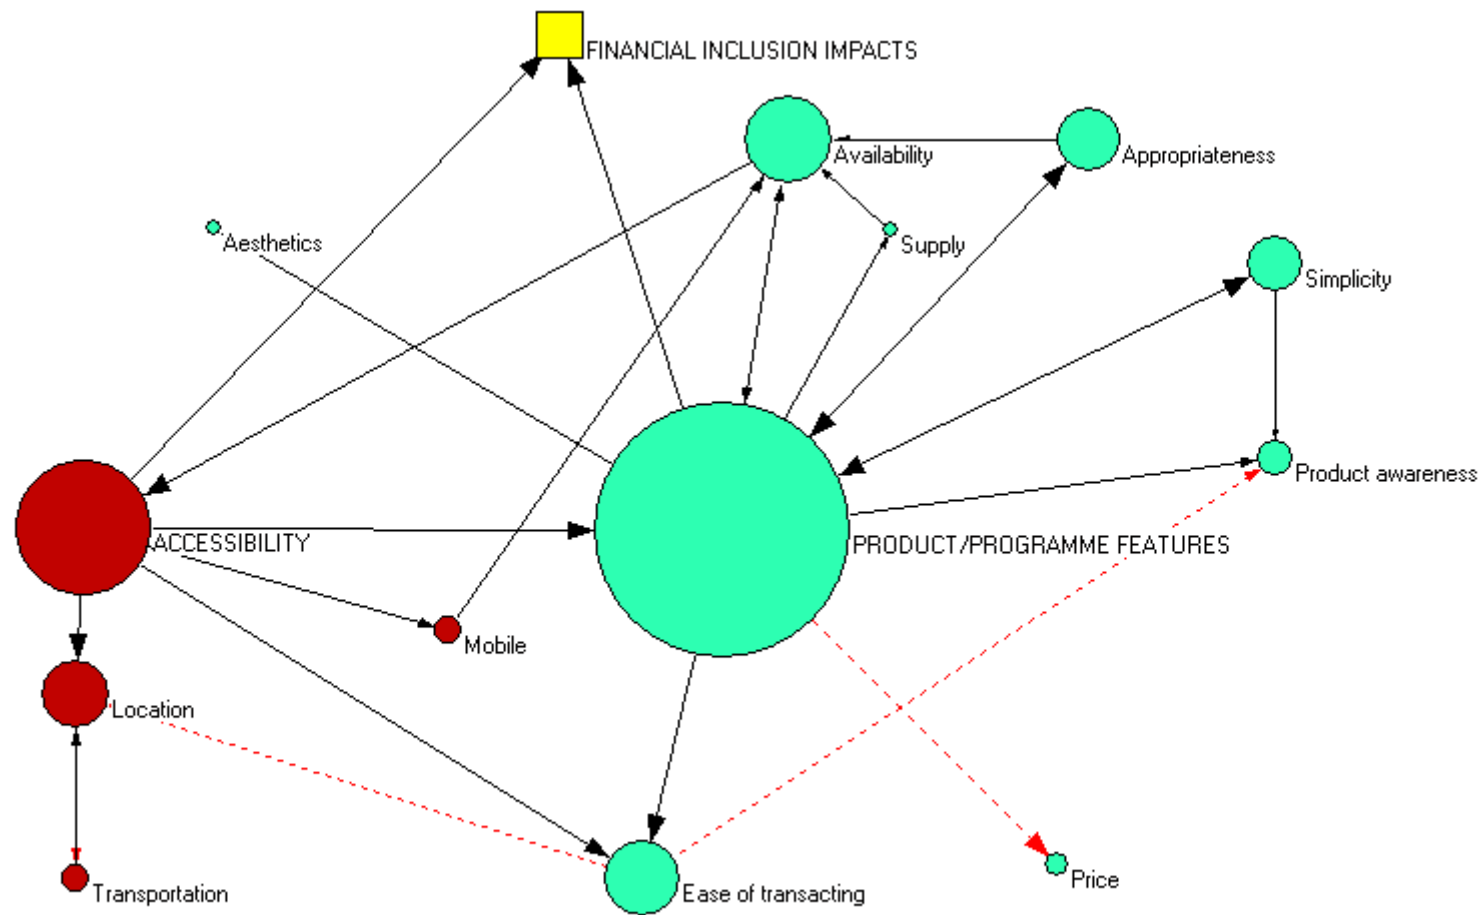 FINANCIAL INCLUSION IMPACTS
Availability
Appropriateness
Aesthetics
Supply
Simplicity
Product awareness
ACCESSIBILITY
PRODUCT/PROGRAMME FEATURES
Mobile
Location
Transportation
Ease of transacting
Price